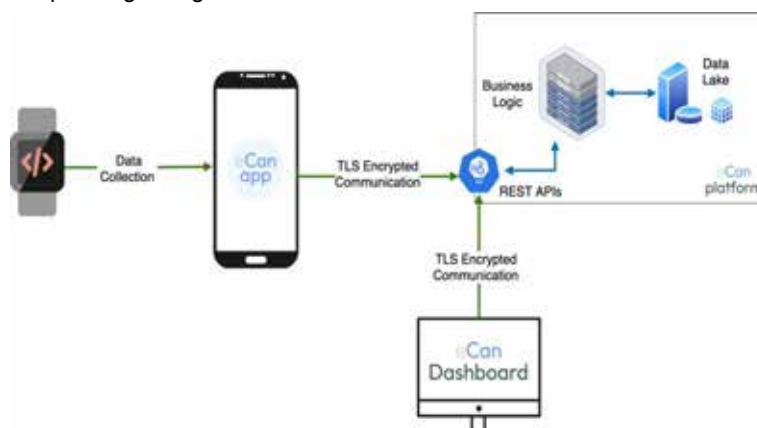 Data
Collection
eCan
app
TLS Encrypted
Communication
Business
Logic
Data
Lake
REST APIs
eCan
platform
TLS Encrypted
Communication
eCan
Dashboard